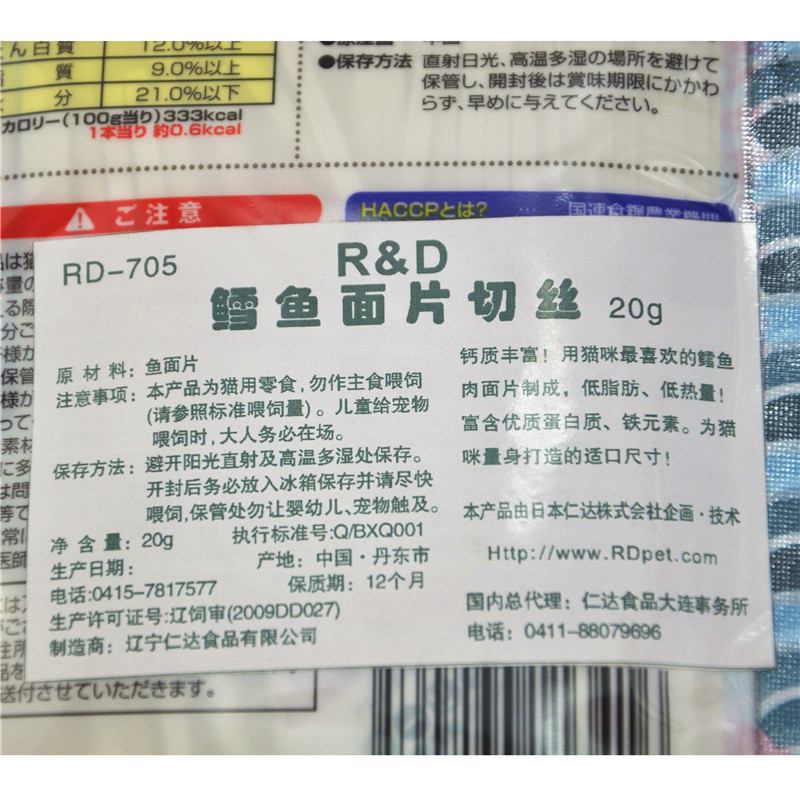 白質 12.0%以上
質 9.0%以上
分 21.0%以下
カロリー(100g当り)333kcal
1本当り 約0.6kcal
●保存方法 直射日光、高温多湿の場所を避けて
保管し、開封後は賞味期限にかかわ
らず、早めに与えてください。
ご注意
HACCPとは?
国連食糧農業機関
RD-705
R&D
鳕鱼面片切丝 20g
原材料: 鱼面片
注意事项: 本产品为猫用零食,勿作主食喂饲
(请参照标准喂饲量)。儿童给宠物
喂饲时,大人务必在场。
保存方法: 避开阳光直射及高温多湿处保存。
开封后务必放入冰箱保存并请尽快
喂饲,保管处勿让婴幼儿、宠物触及。
净含量: 20g 执行标准号:Q/BXQ001
生产日期: 产地: 中国·丹东市
电话:0415-7817577 保质期: 12个月
生产许可证号:辽饲审(2009DD027)
制造商: 辽宁仁达食品有限公司
钙质丰富! 用猫咪最喜欢的鳕鱼
肉面片制成, 低脂肪、低热量!
富含优质蛋白质、铁元素。为猫
咪量身打造的适口尺寸!
本产品由日本仁达株式会社企画·技术
Http://www.RDpet.com
国内总代理: 仁达食品大连事务所
电话: 0411-88079696
送付させていただきます。